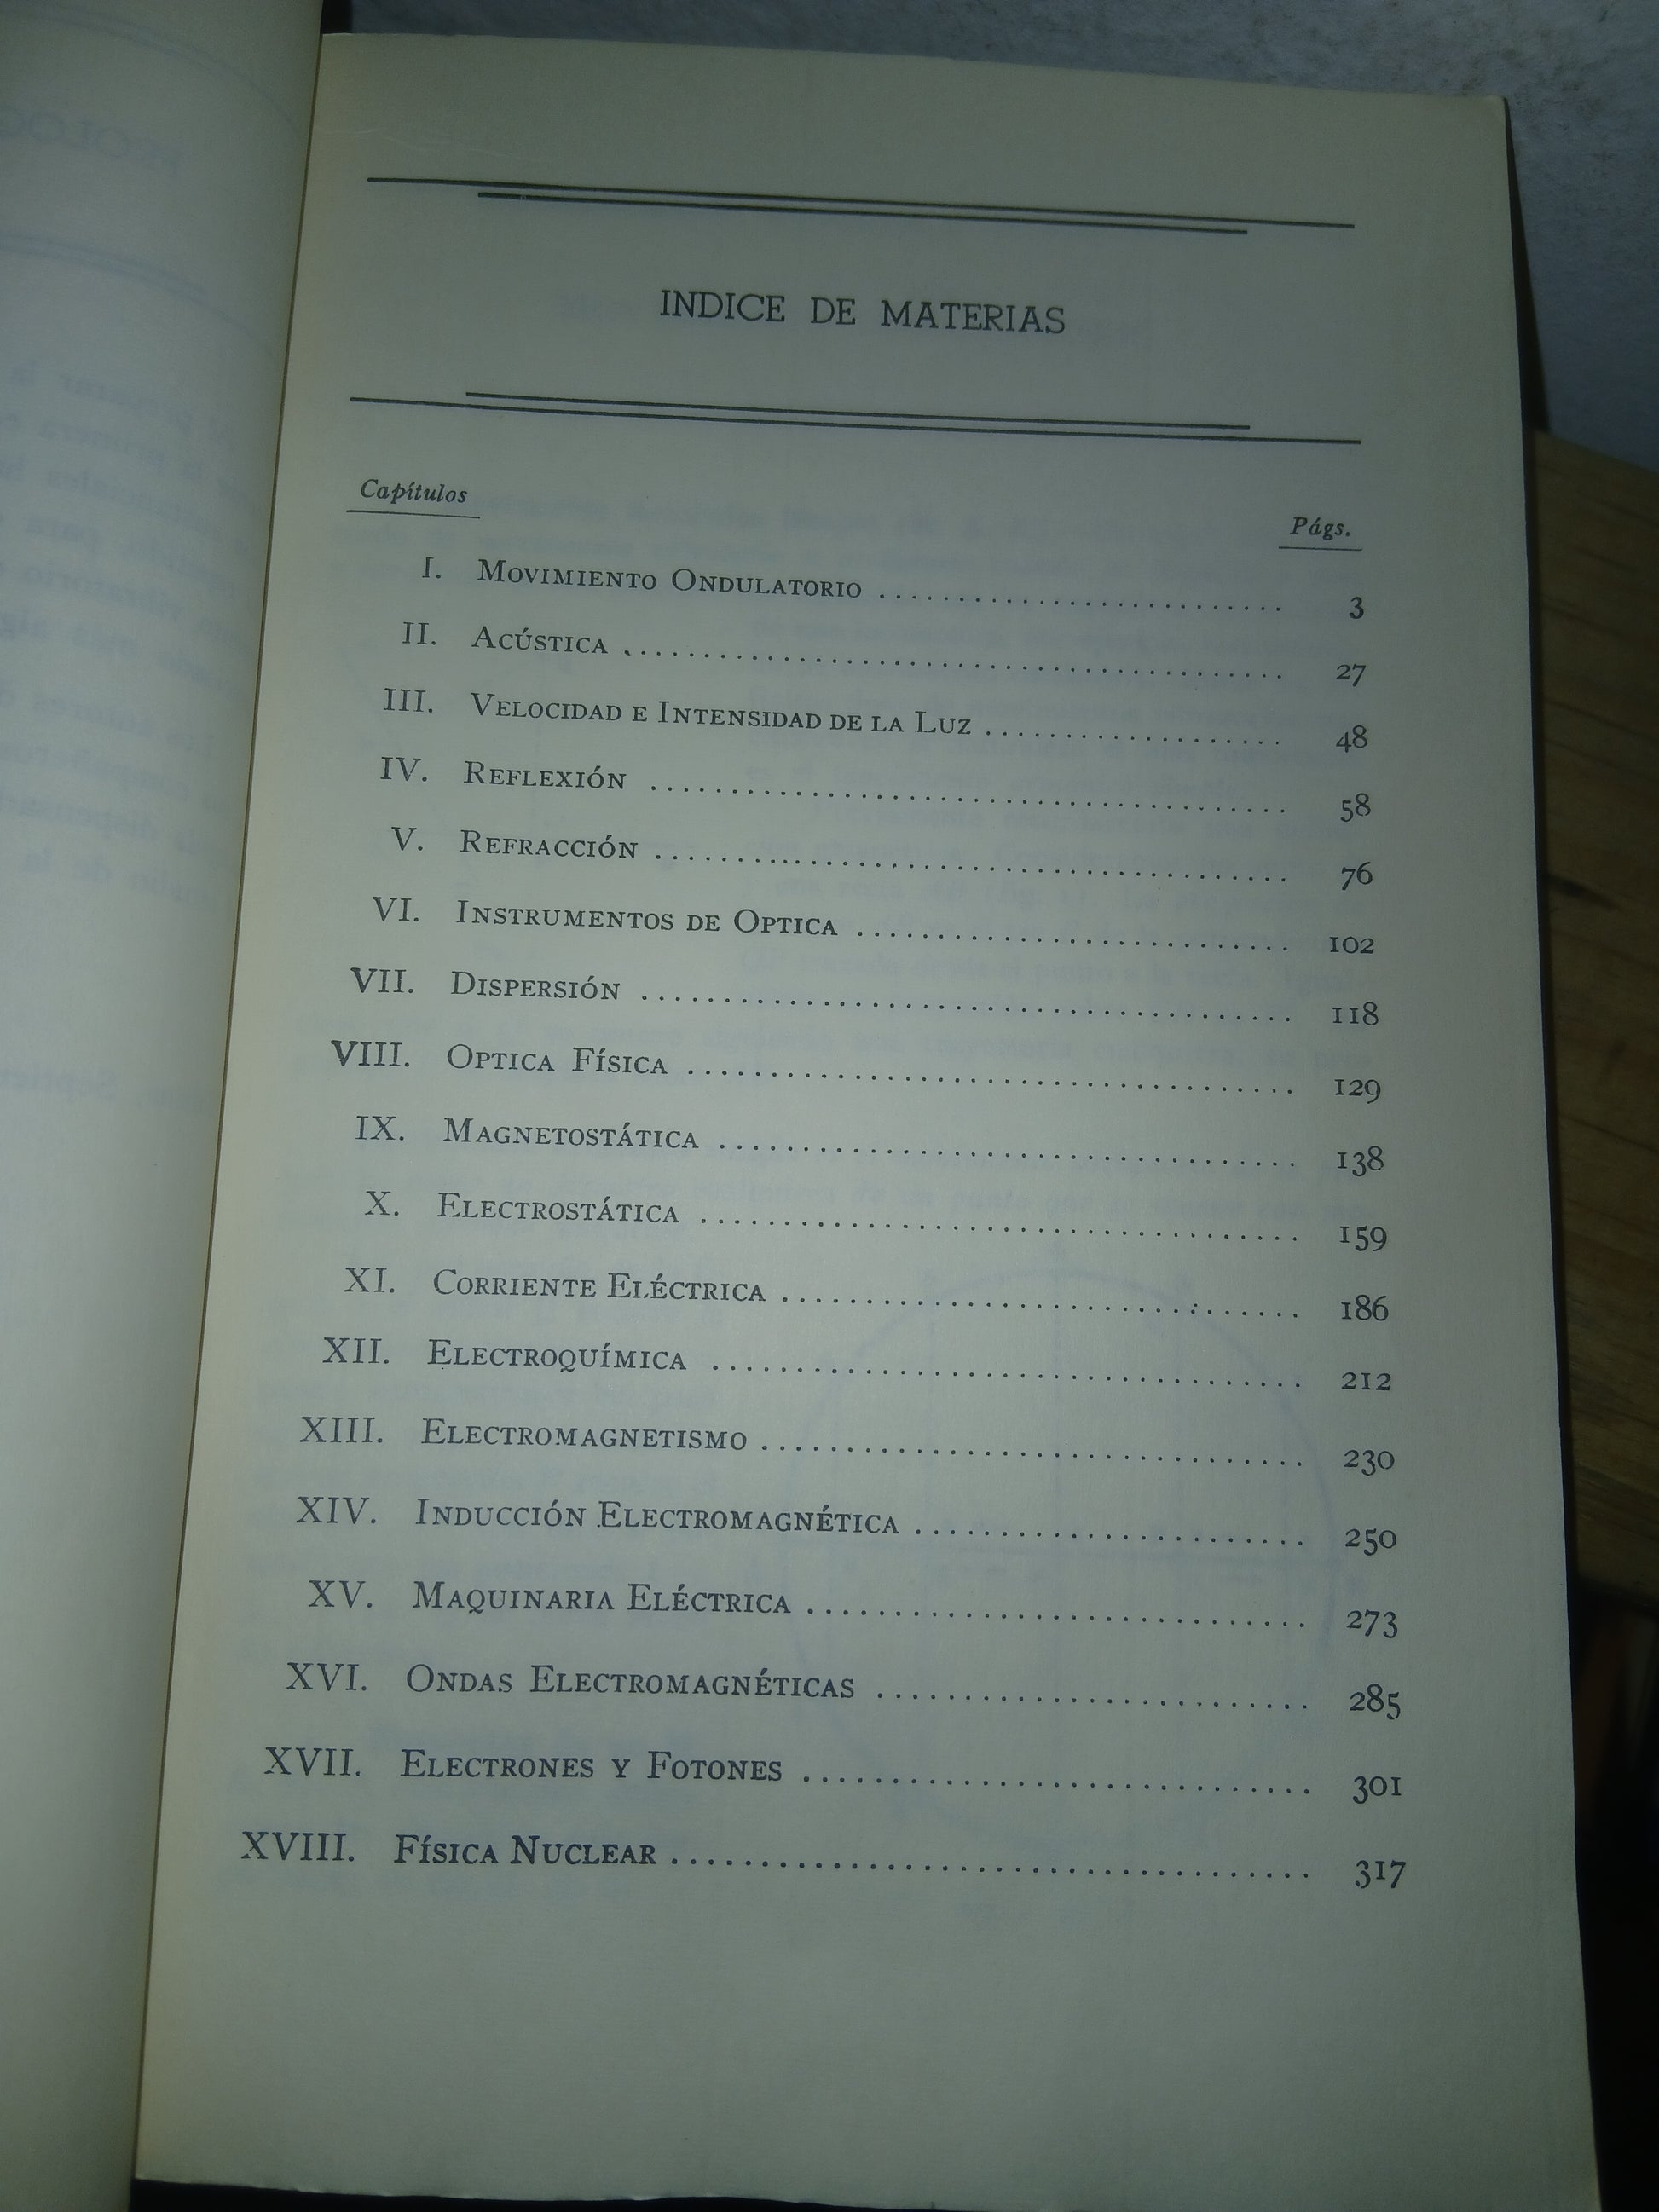 INDICE DE MATERIAS
Capítulos
Págs.
I. MOVIMIENTO ONDULATORIO 3
II. ACÚSTICA 27
III. VELOCIDAD E INTENSIDAD DE LA LUZ 48
IV. REFLEXIÓN 58
V. REFRACCIÓN 76
VI. INSTRUMENTOS DE OPTICA 102
VII. DISPERSIÓN 118
VIII. OPTICA FÍSICA 129
IX. MAGNETOSTÁTICA 138
X. ELECTROSTÁTICA 159
XI. CORRIENTE ELÉCTRICA 186
XII. ELECTROQUÍMICA 212
XIII. ELECTROMAGNETISMO 230
XIV. INDUCCIÓN ELECTROMAGNÉTICA 250
XV. MAQUINARIA ELÉCTRICA 273
XVI. ONDAS ELECTROMAGNÉTICAS 285
XVII. ELECTRONES Y FOTONES 301
XVIII. FÍSICA NUCLEAR 317